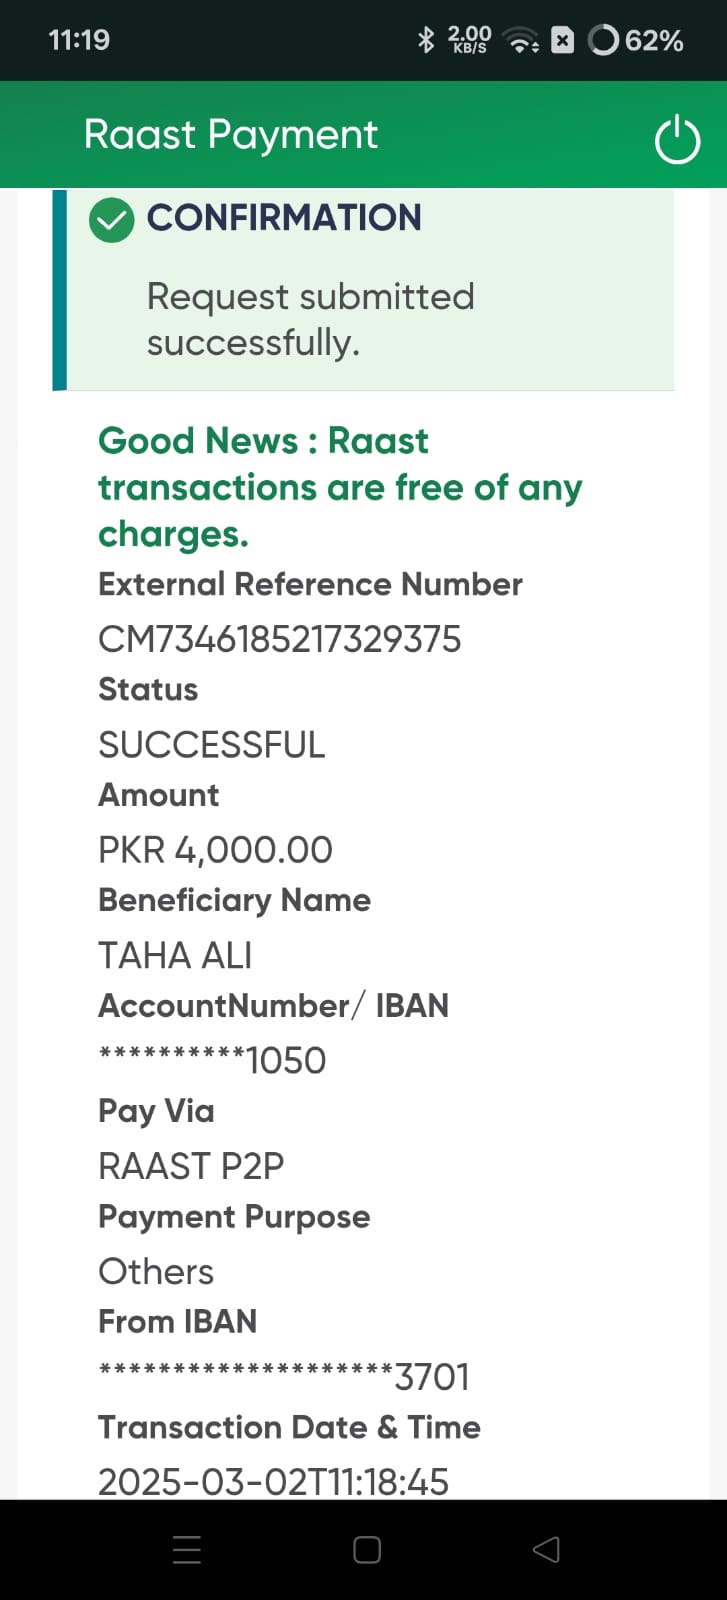 11:19
2.00
KB/S
62%
Raast Payment
CONFIRMATION
Request submitted
successfully.
Good News : Raast
transactions are free of any
charges.
External Reference Number
CM7346185217329375
Status
SUCCESSFUL
Amount
PKR 4,000.00
Beneficiary Name
TAHA ALI
AccountNumber/ IBAN
**********1050
Pay Via
RAAST P2P
Payment Purpose
Others
From IBAN
********************3701
Transaction Date & Time
2025-03-02T11:18:45